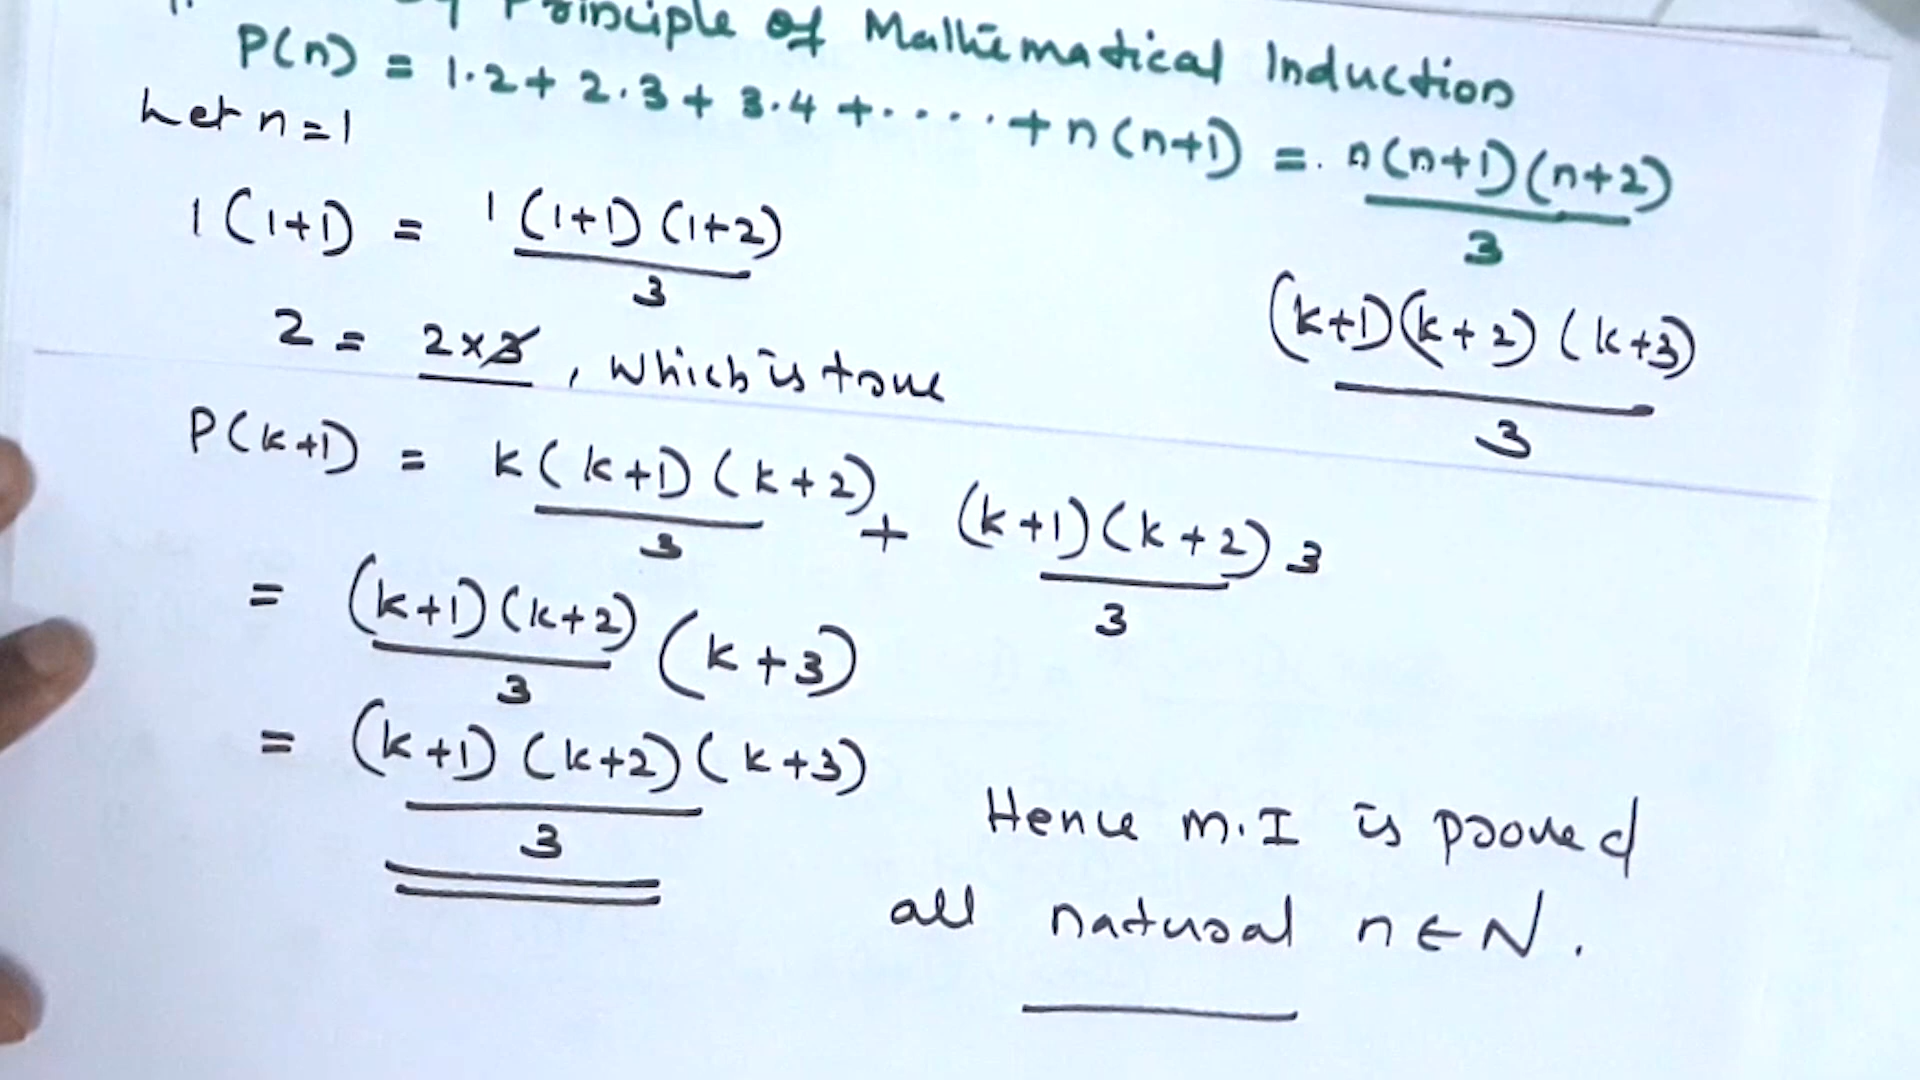 by Principle of Mathematical Induction
P(n) = 1·2 + 2·3 + 3·4 + ····· + n(n+1) = n(n+1)(n+2)
3
Let n=1
1(1+1) = 1(1+1)(1+2)
3
2 = 2×3 , which is true
(k+1)(k+2)(k+3)
3
P(k+1) = k(k+1)(k+2) + (k+1)(k+2) 3
3 3
= (k+1)(k+2) (k+3)
3
= (k+1)(k+2)(k+3)
3
Hence M.I is proved
all natural n∈N.